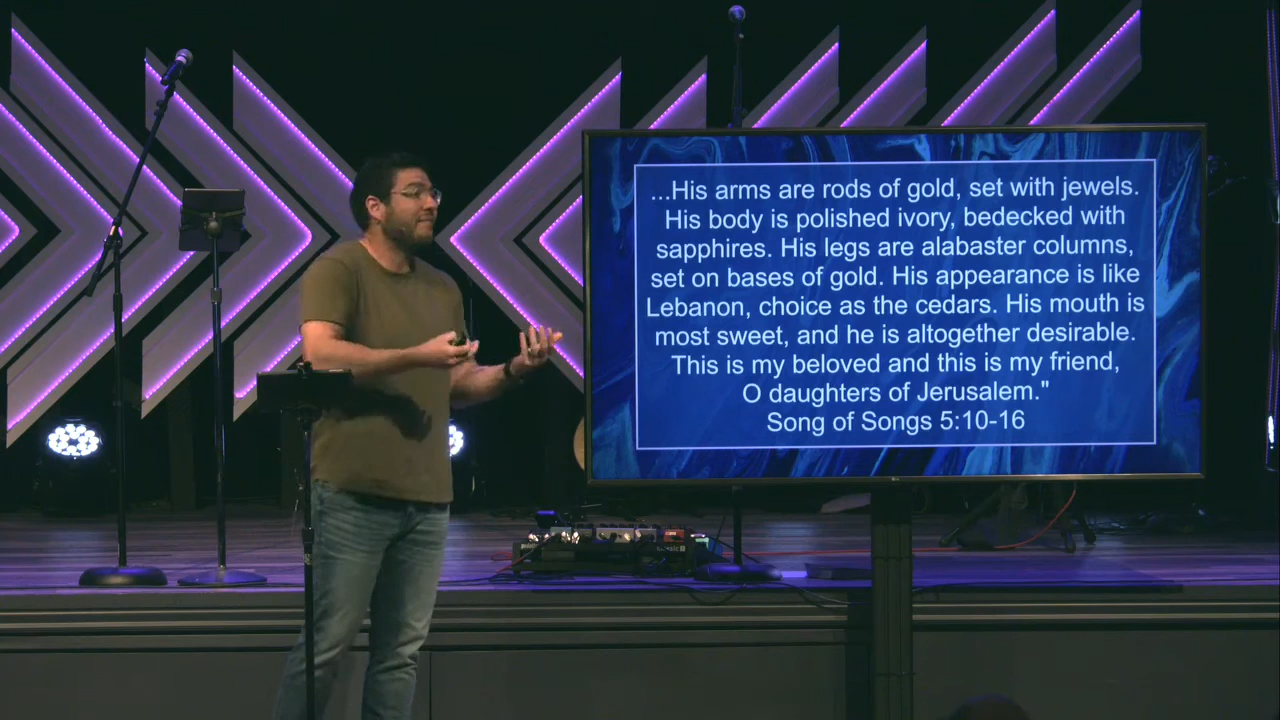 ...His arms are rods of gold, set with jewels.
His body is polished ivory, bedecked with
sapphires. His legs are alabaster columns,
set on bases of gold. His appearance is like
Lebanon, choice as the cedars. His mouth is
most sweet, and he is altogether desirable.
This is my beloved and this is my friend,
O daughters of Jerusalem."
Song of Songs 5:10-16